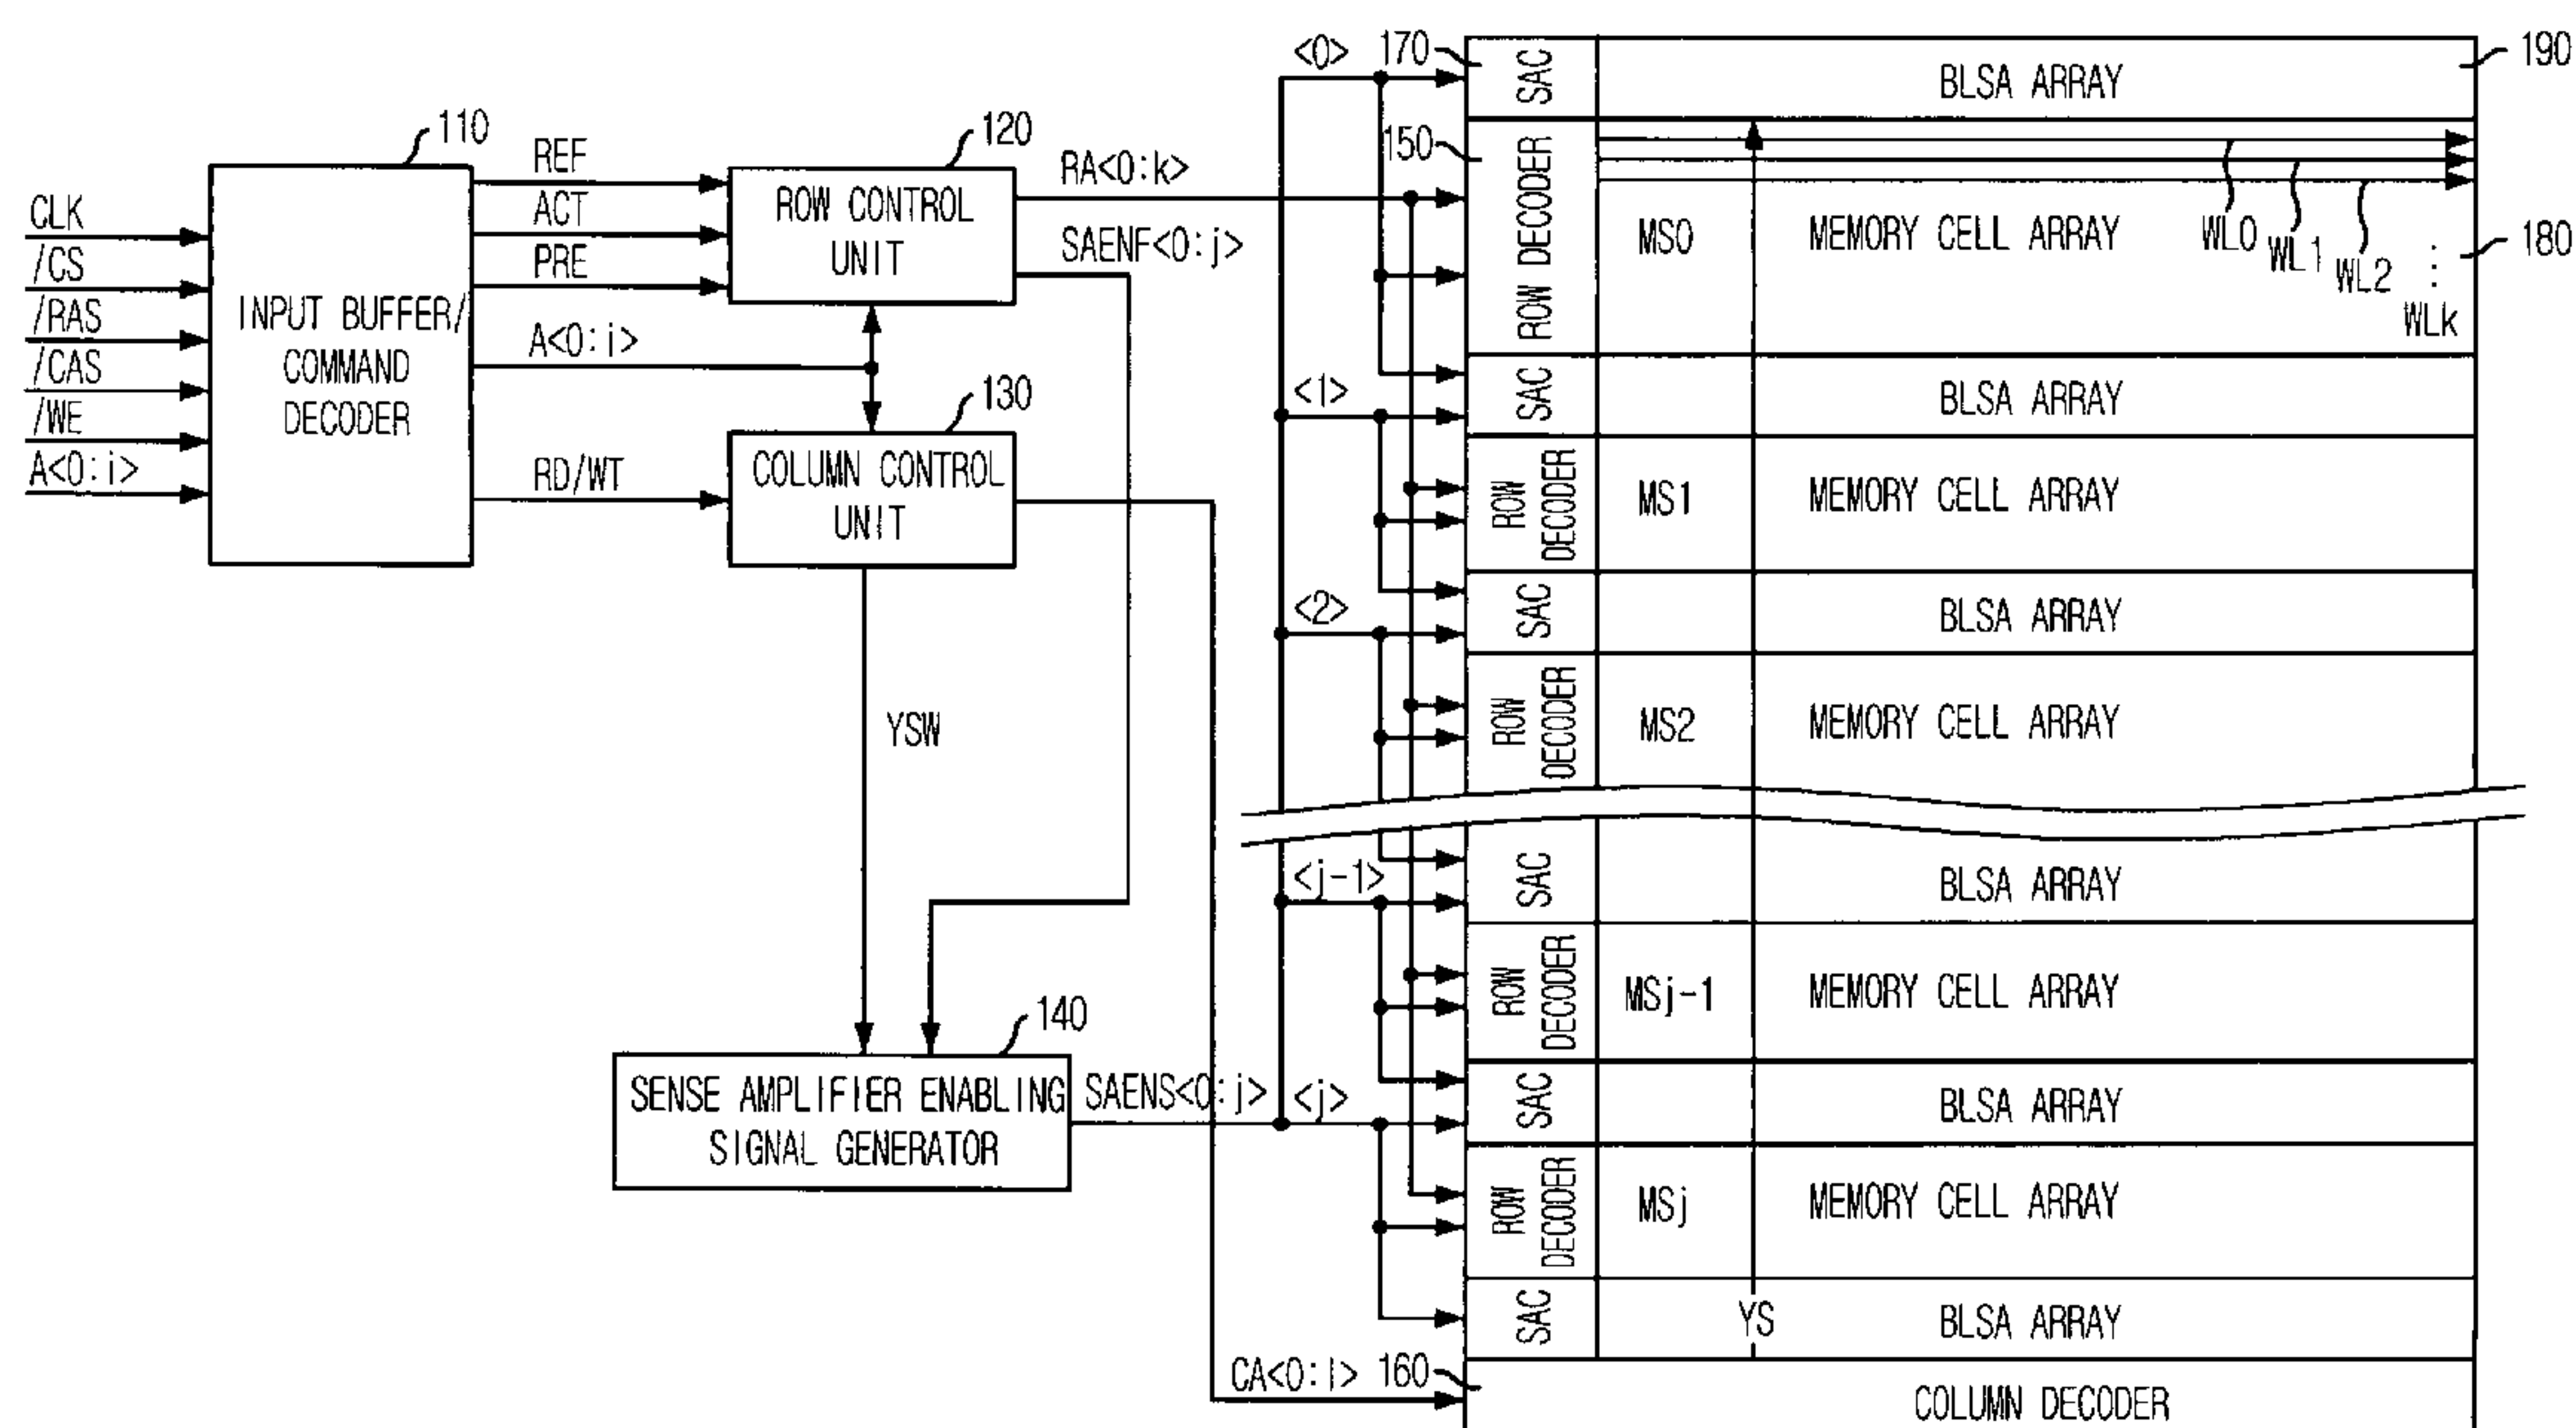 CLK
/CS
/RAS
/CAS
/WE
A<0:i>
110
INPUT BUFFER/
COMMAND
DECODER
REF
ACT
PRE
A<0:i>
RD/WT
120
ROW CONTROL
UNIT
130
COLUMN CONTROL
UNIT
RA<0:k>
SAENF<0:j>
YSW
140
SENSE AMPLIFIER ENABLING
SIGNAL GENERATOR
SAENS<0:j>
CA<0:l>
<0>
<1>
<2>
<j-1>
<j>
170
150
160
190
180
SAC
BLSA ARRAY
ROW DECODER
MS0
MEMORY CELL ARRAY
WL0
WL1
WL2
⋮
WLk
SAC
BLSA ARRAY
ROW
DECODER
MS1
MEMORY CELL ARRAY
SAC
BLSA ARRAY
ROW
DECODER
MS2
MEMORY CELL ARRAY
SAC
BLSA ARRAY
ROW
DECODER
MSj-1
MEMORY CELL ARRAY
SAC
BLSA ARRAY
ROW
DECODER
MSj
MEMORY CELL ARRAY
SAC
YS
BLSA ARRAY
COLUMN DECODER